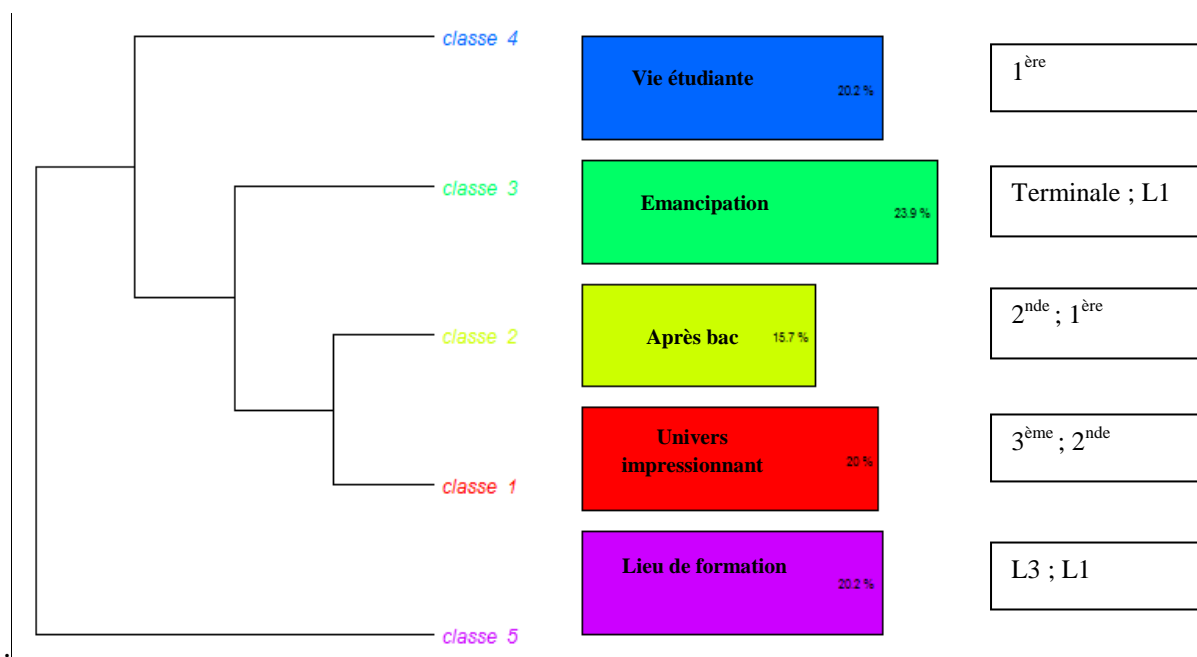 classe 4
Vie étudiante
20.2 %
1ère
classe 3
Emancipation
23.9 %
Terminale ; L1
classe 2
Après bac
15.7 %
2nde ; 1ère
classe 1
Univers
impressionnant
20 %
3ème ; 2nde
Lieu de formation
20.2 %
L3 ; L1
classe 5
.